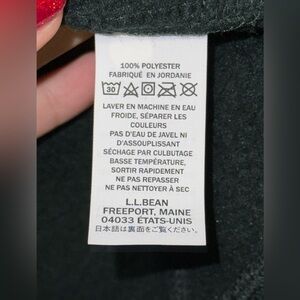 100% POLYESTER
FABRIQUÉ EN JORDANIE
30
LAVER EN MACHINE EN EAU
FROIDE, SÉPARER LES
COULEURS
PAS D'EAU DE JAVEL NI
D'ASSOUPLISSANT
SÉCHAGE PAR CULBUTAGE
BASSE TEMPÉRATURE,
SORTIR RAPIDEMENT
NE PAS REPASSER
NE PAS NETTOYER À SEC
L.L.BEAN
FREEPORT, MAINE
04033 ÉTATS-UNIS
日本語は裏面をご覧ください。